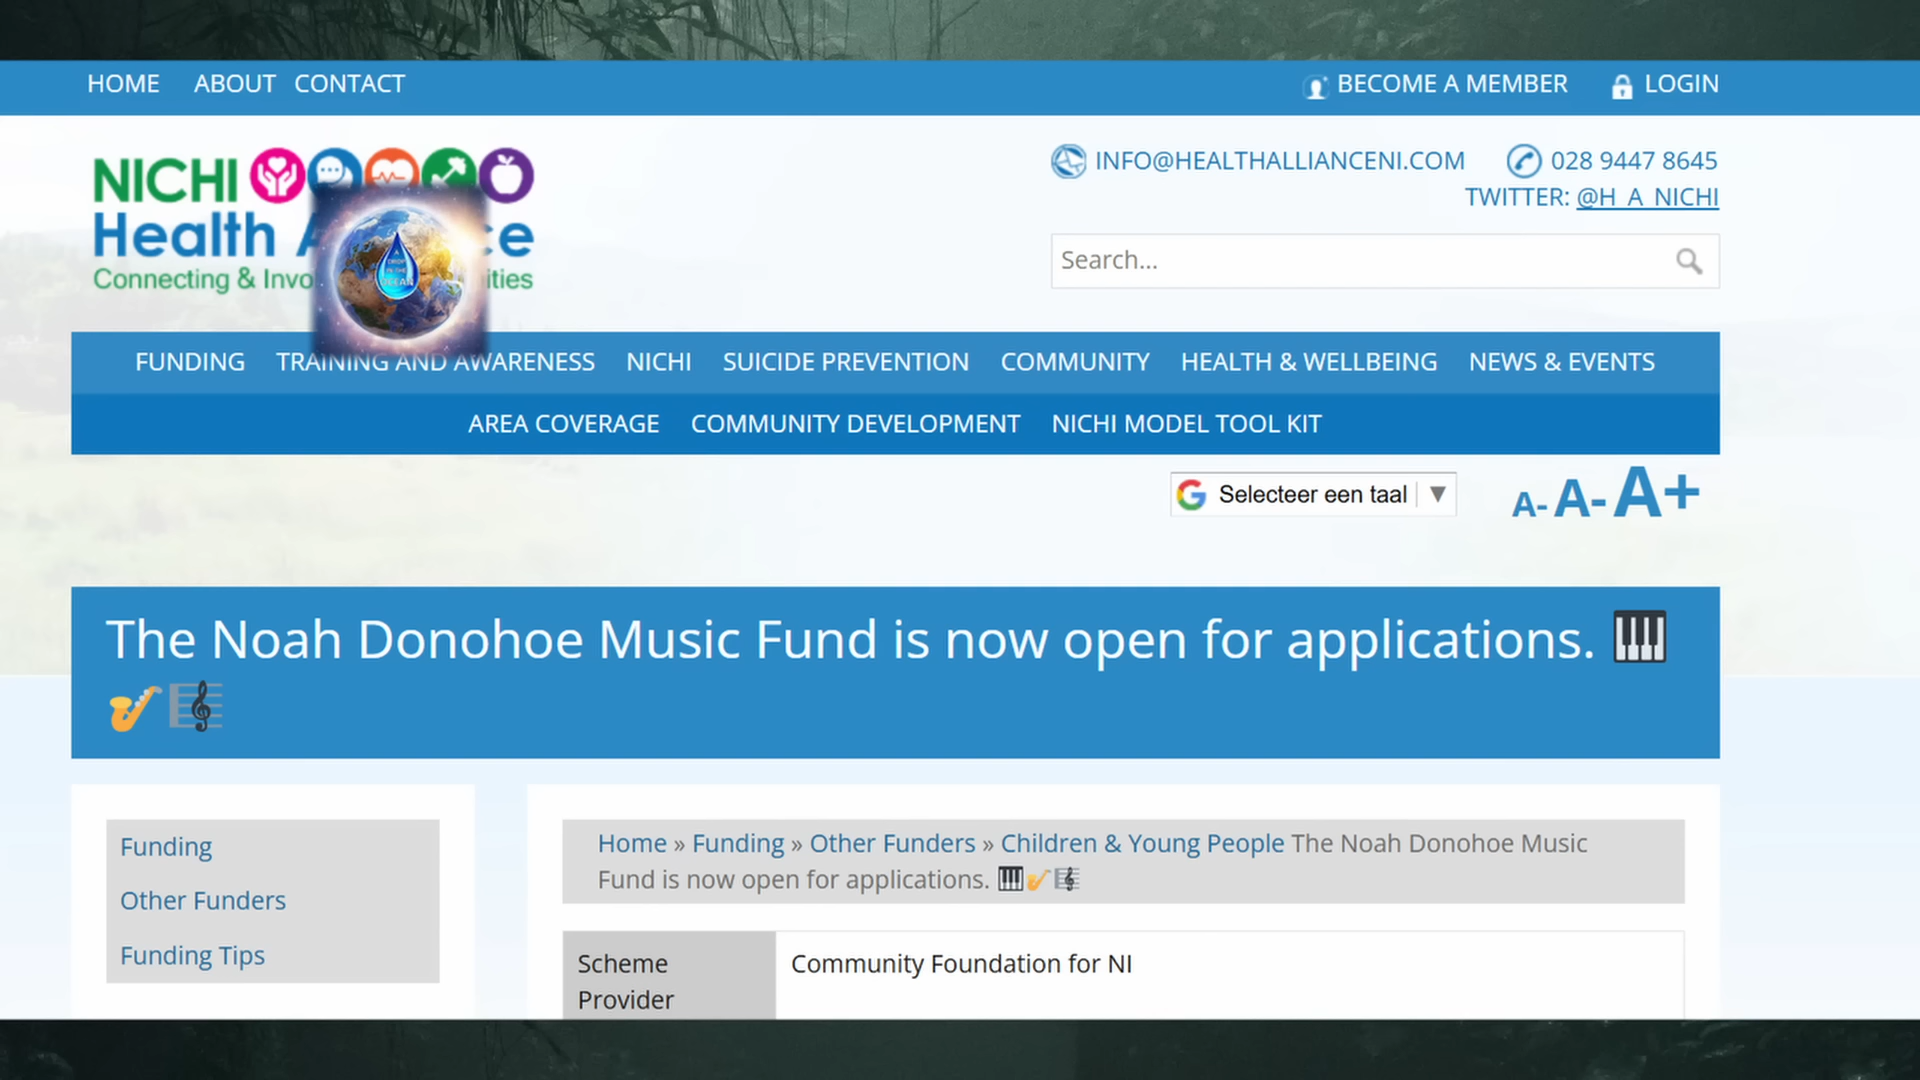 HOME ABOUT CONTACT
BECOME A MEMBER LOGIN
NICHI
Health
Connecting &
INFO@HEALTHALLIANCENI.COM 028 9447 8645
TWITTER: @H_A_NICHI
Search...
A DROP IN THE OCEAN
FUNDING TRAINING AND AWARENESS NICHI SUICIDE PREVENTION COMMUNITY HEALTH & WELLBEING NEWS & EVENTS
AREA COVERAGE COMMUNITY DEVELOPMENT NICHI MODEL TOOL KIT
Selecteer een taal ▼
A- A- A+
The Noah Donohoe Music Fund is now open for applications. 🎹
🎷🎼
Funding
Other Funders
Funding Tips
Home » Funding » Other Funders » Children & Young People The Noah Donohoe Music
Fund is now open for applications. 🎹🎷🎼
Scheme
Provider
Community Foundation for NI